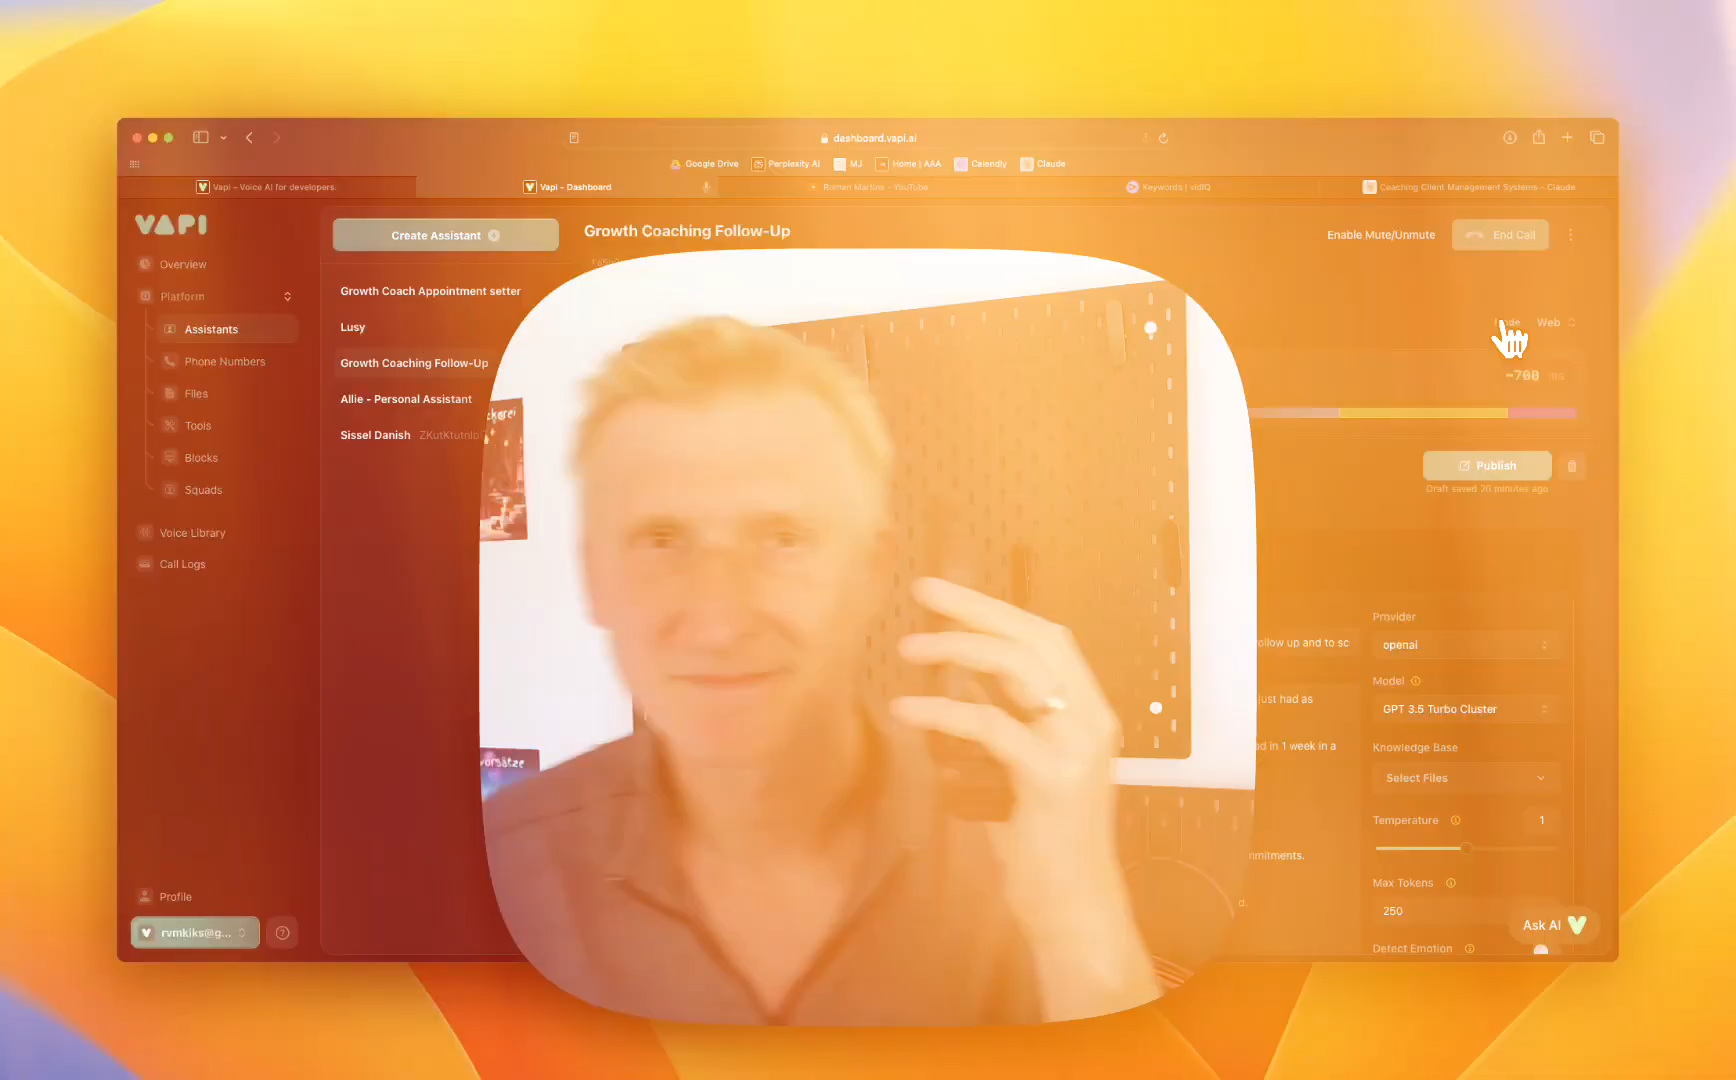 dashboard.vapi.ai
Google Drive
Perplexity AI
MJ
Home | AAA
Calendly
Claude
Vapi - Voice AI for developers.
Vapi - Dashboard
Roman Martins - YouTube
Keywords | vidIQ
Coaching Client Management Systems - Claude
VAPI
Create Assistant
Growth Coaching Follow-Up
Enable Mute/Unmute
End Call
Overview
Platform
Assistants
Phone Numbers
Files
Tools
Blocks
Squads
Voice Library
Call Logs
Growth Coach Appointment setter
Lusy
Growth Coaching Follow-Up
Allie - Personal Assistant
Sissel Danish
Web
~700 ms
Publish
Draft saved 26 minutes ago
Provider
ollow up and to sc
openai
Model
just had as
GPT 3.5 Turbo Cluster
d in 1 week in a
Knowledge Base
Select Files
Temperature
1
mmitments.
Max Tokens
d.
250
Ask AI
Detect Emotion
vorsätze
Profile
rvmkiks@g...